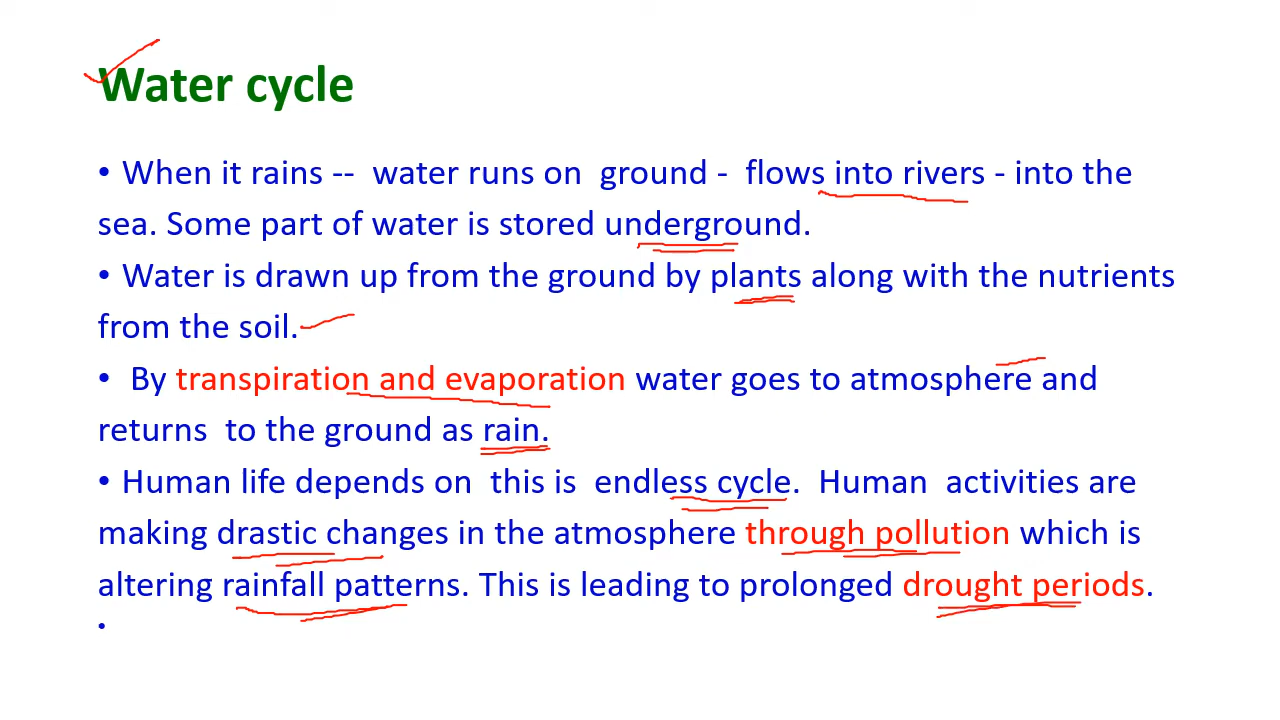 Water cycle
• When it rains -- water runs on ground - flows into rivers - into the
sea. Some part of water is stored underground.
• Water is drawn up from the ground by plants along with the nutrients
from the soil.
• By transpiration and evaporation water goes to atmosphere and
returns to the ground as rain.
• Human life depends on this is endless cycle. Human activities are
making drastic changes in the atmosphere through pollution which is
altering rainfall patterns. This is leading to prolonged drought periods.
•